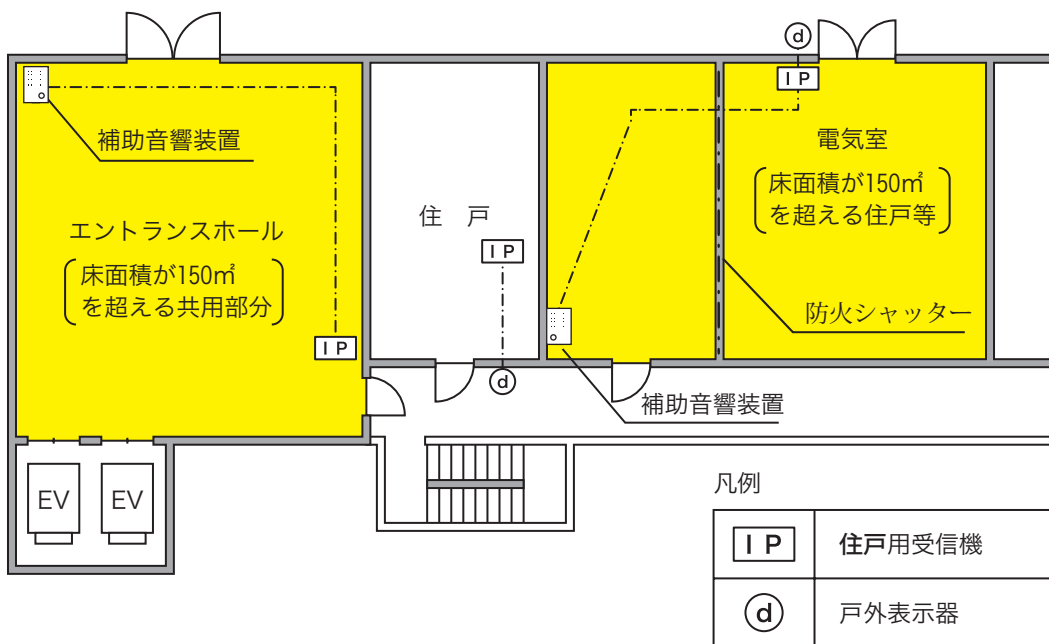 ⓓ
IP
補助音響装置
電気室
床面積が150㎡
を超える住戸等
住 戸
エントランスホール
IP
床面積が150㎡
を超える共用部分
防火シャッター
IP
ⓓ
補助音響装置
EV EV
凡例
IP 住戸用受信機
ⓓ 戸外表示器